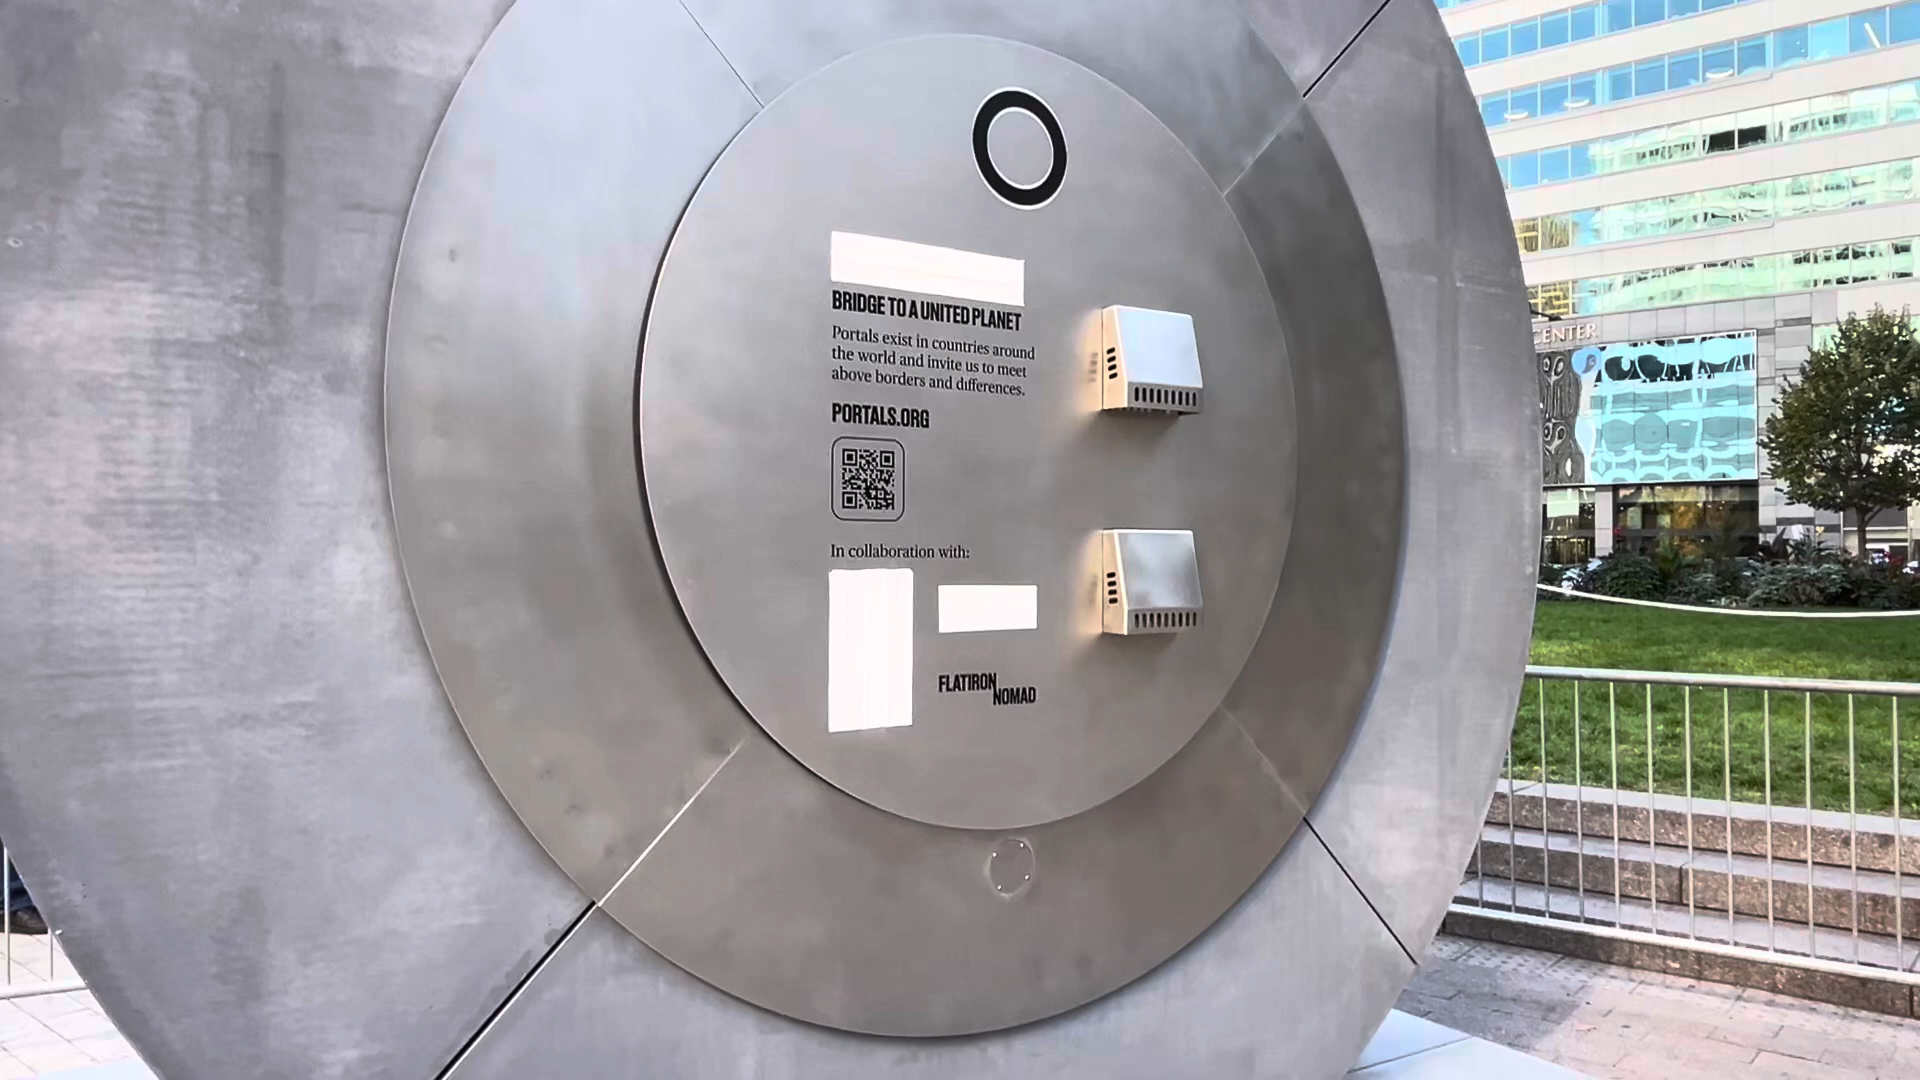 BRIDGE TO A UNITED PLANET
Portals exist in countries around
the world and invite us to meet
above borders and differences.
PORTALS.ORG
In collaboration with:
FLATIRON
NOMAD
CENTER